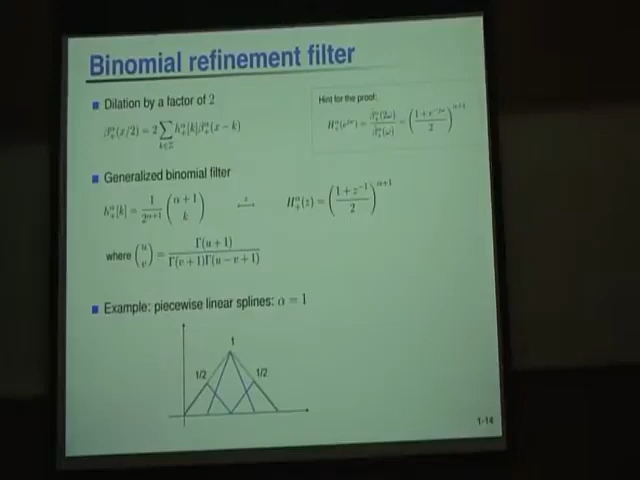 Binomial refinement filter
Dilation by a factor of 2
β₊^α(x/2) = 2 ∑_{k∈Z} h₊^α[k] β₊^α(x − k)
Hint for the proof:
H₊^α(e^{jω}) = β̂₊^α(2ω) / β̂₊^α(ω) = ((1 + e^{−jω}) / 2)^{α+1}
Generalized binomial filter
h₊^α[k] = 1/2^{α+1} (α+1 k) ⟷^z H₊^α(z) = ((1 + z^{−1}) / 2)^{α+1}
where (u v) = Γ(u + 1) / Γ(v + 1)Γ(u − v + 1)
Example: piecewise linear splines: α = 1
1
1/2 1/2
1-14